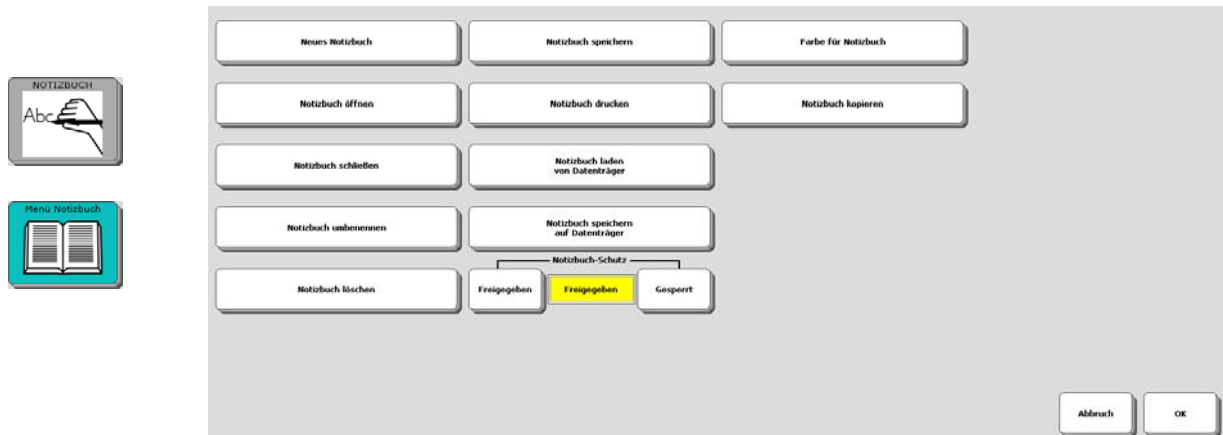 NOTIZBUCH
Abc
Menü Notizbuch
Neues Notizbuch
Notizbuch speichern
Farbe für Notizbuch
Notizbuch öffnen
Notizbuch drucken
Notizbuch kopieren
Notizbuch schließen
Notizbuch laden
von Datenträger
Notizbuch umbenennen
Notizbuch speichern
auf Datenträger
Notizbuch-Schutz
Notizbuch löschen
Freigegeben
Freigegeben
Gesperrt
Abbruch
OK